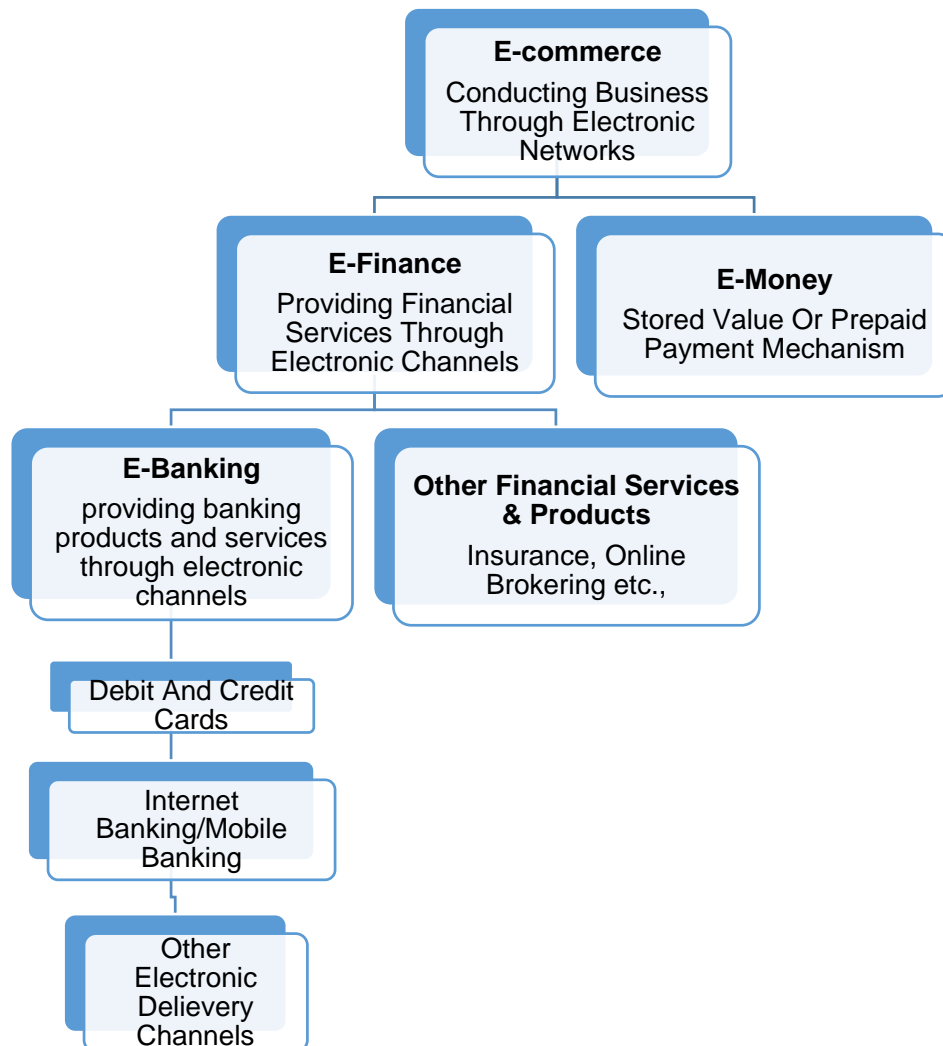 E-commerce
Conducting Business
Through Electronic
Networks
E-Finance
Providing Financial
Services Through
Electronic Channels
E-Money
Stored Value Or Prepaid
Payment Mechanism
E-Banking
providing banking
products and services
through electronic
channels
Other Financial Services
& Products
Insurance, Online
Brokering etc.,
Debit And Credit
Cards
Internet
Banking/Mobile
Banking
Other
Electronic
Delievery
Channels